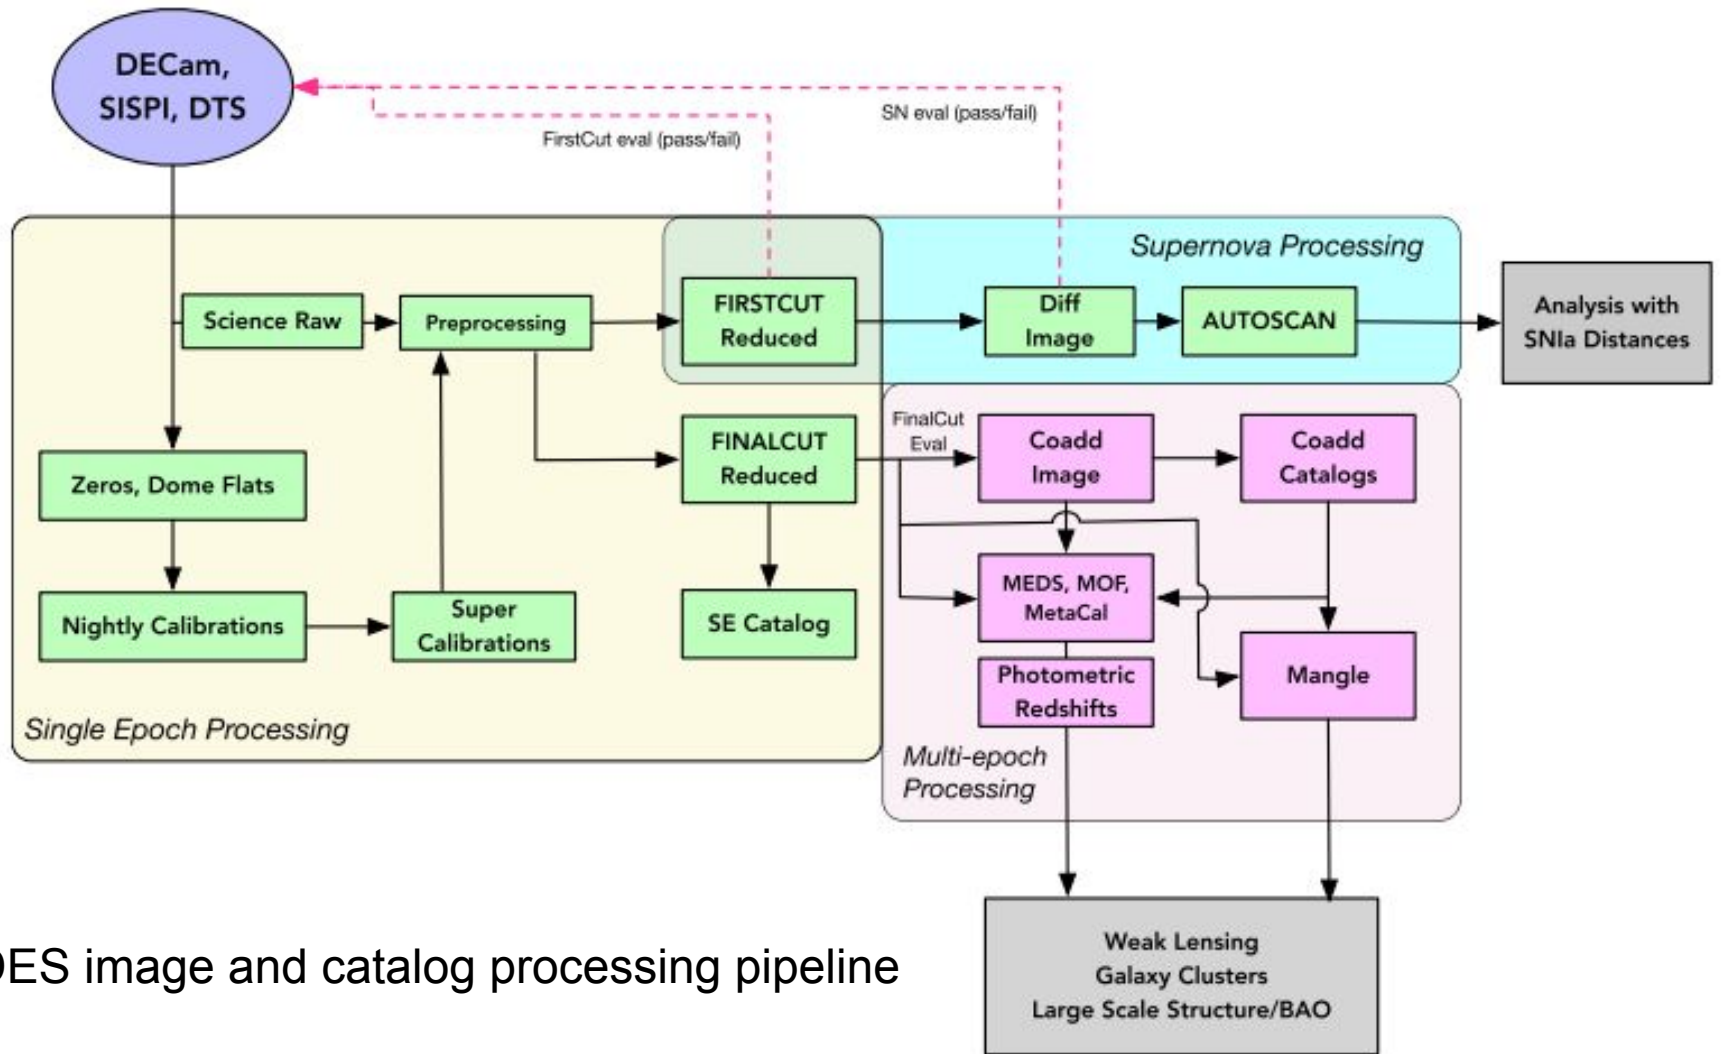 DECam,
SISPI, DTS
SN eval (pass/fail)
FirstCut eval (pass/fail)
Supernova Processing
Science Raw
Preprocessing
FIRSTCUT
Reduced
Diff
Image
AUTOSCAN
Analysis with
SNIa Distances
Zeros, Dome Flats
FINALCUT
Reduced
FinalCut
Eval
Coadd
Image
Coadd
Catalogs
Nightly Calibrations
Super
Calibrations
SE Catalog
MEDS, MOF,
MetaCal
Photometric
Redshifts
Mangle
Single Epoch Processing
Multi-epoch
Processing
DES image and catalog processing pipeline
Weak Lensing
Galaxy Clusters
Large Scale Structure/BAO